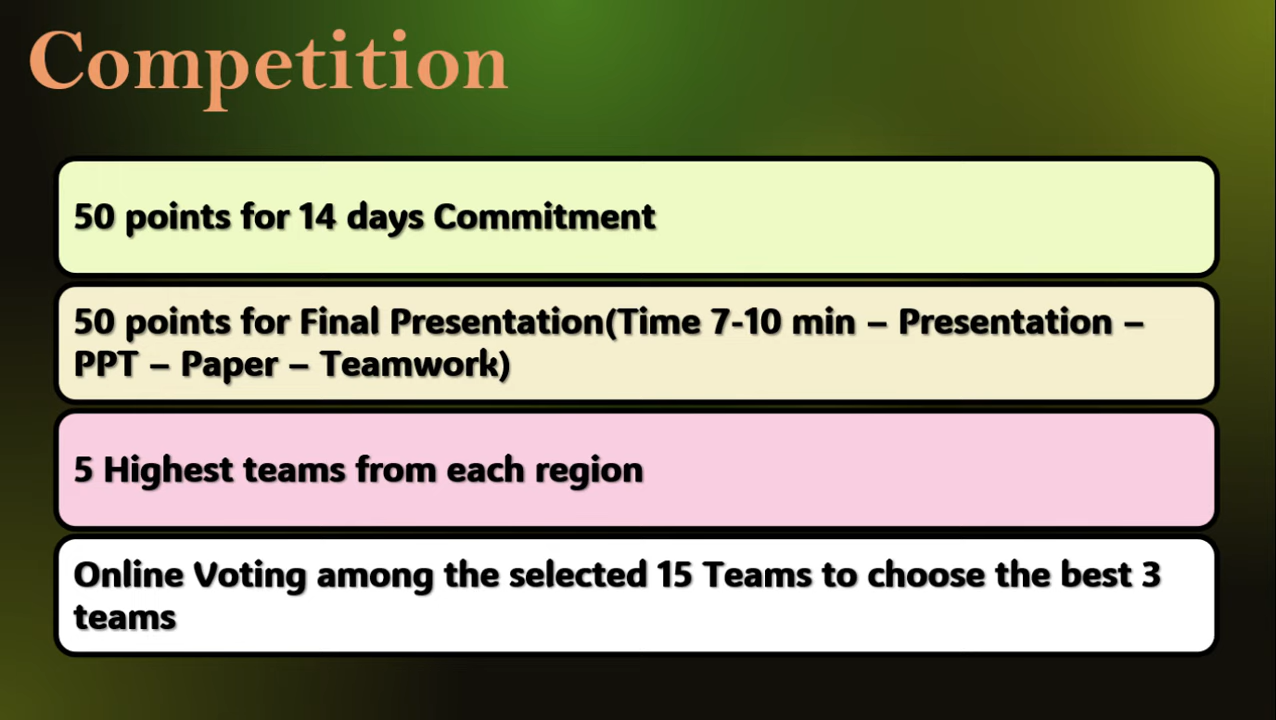 Competition
50 points for 14 days Commitment
50 points for Final Presentation(Time 7-10 min – Presentation –
PPT – Paper – Teamwork)
5 Highest teams from each region
Online Voting among the selected 15 Teams to choose the best 3
teams